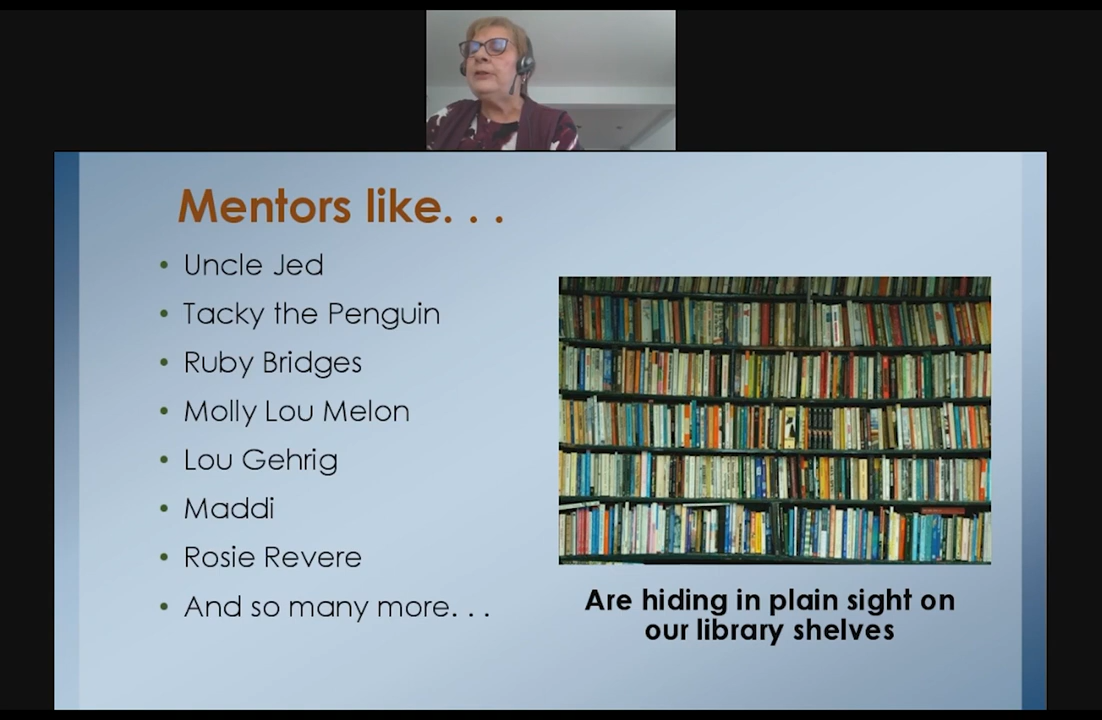 Mentors like. . .
• Uncle Jed
• Tacky the Penguin
• Ruby Bridges
• Molly Lou Melon
• Lou Gehrig
• Maddi
• Rosie Revere
• And so many more. . .
Are hiding in plain sight on
our library shelves